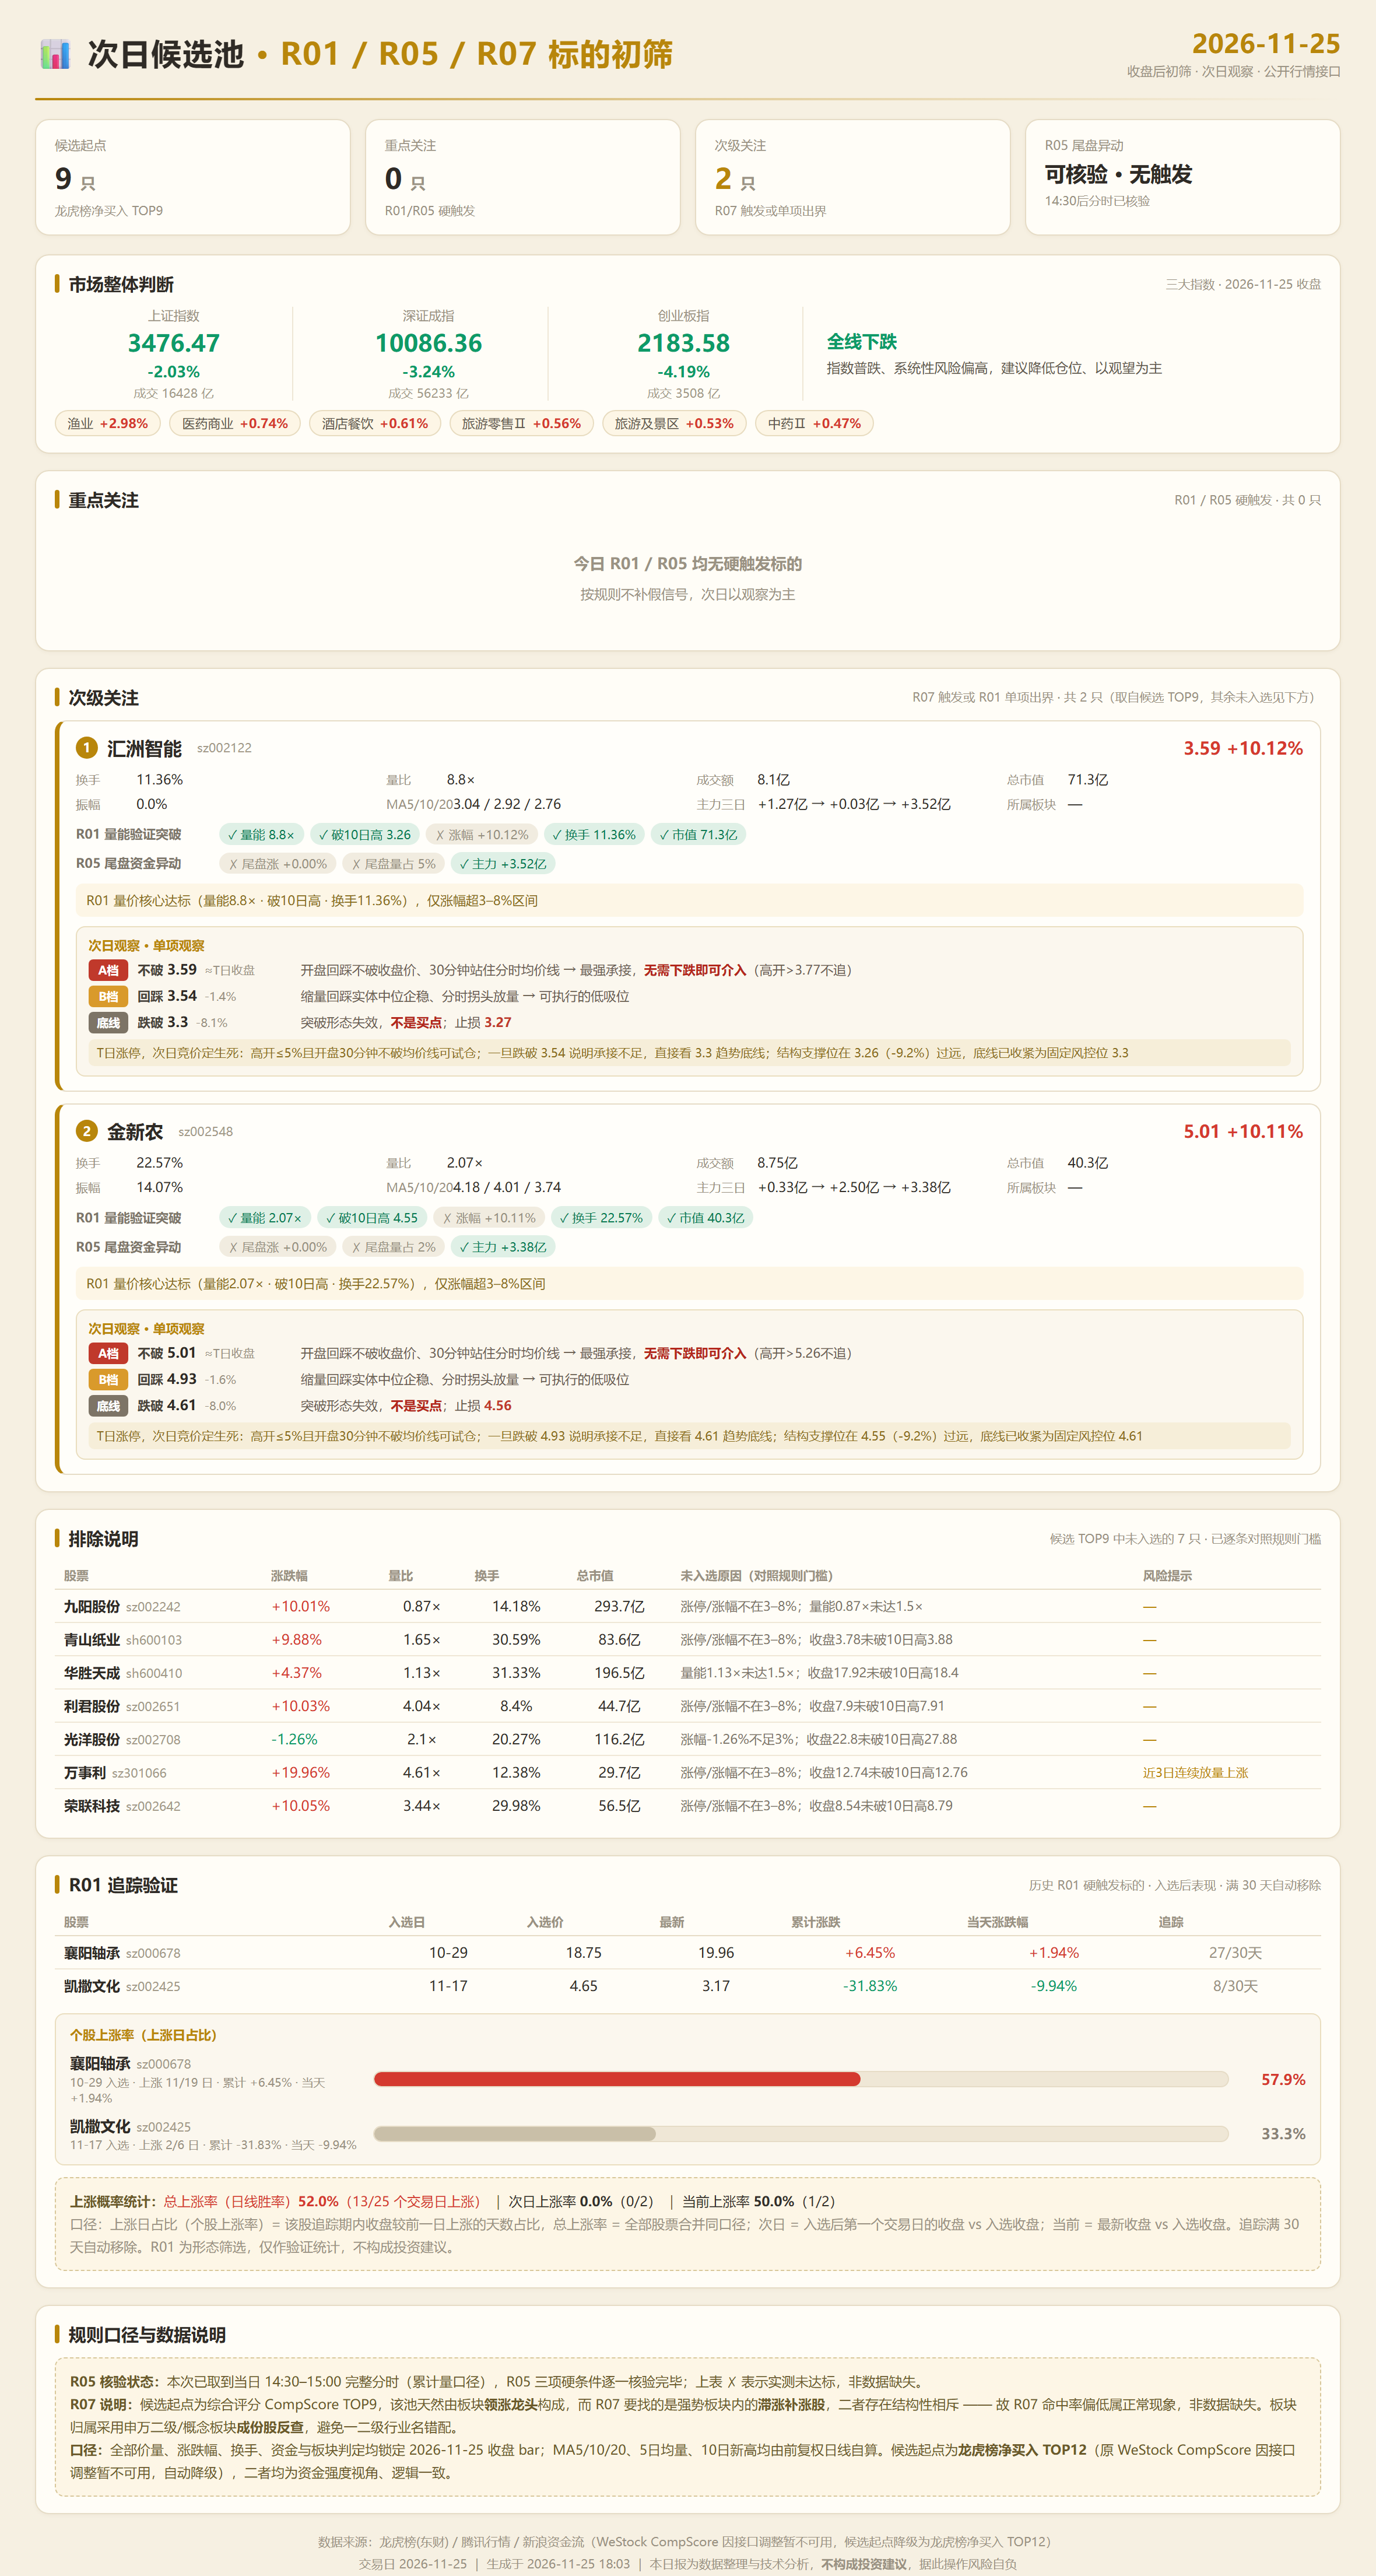 次日候选池 · R01 / R05 / R07 标的初筛
2026-11-25
收盘后初筛 · 次日观察 · 公开行情接口
候选起点
9 只
龙虎榜净买入 TOP9
重点关注
0 只
R01/R05 硬触发
次级关注
2 只
R07 触发或单项出界
R05 尾盘异动
可核验 · 无触发
14:30后分时已核验
市场整体判断
三大指数 · 2026-11-25 收盘
上证指数
3476.47
-2.03%
成交 16428 亿
深证成指
10086.36
-3.24%
成交 56233 亿
创业板指
2183.58
-4.19%
成交 3508 亿
全线下跌
指数普跌、系统性风险偏高，建议降低仓位、以观望为主
渔业 +2.98%
医药商业 +0.74%
酒店餐饮 +0.61%
旅游零售Ⅱ +0.56%
旅游及景区 +0.53%
中药Ⅱ +0.47%
重点关注
R01 / R05 硬触发 · 共 0 只
今日 R01 / R05 均无硬触发标的
按规则不补假信号，次日以观察为主
次级关注
R07 触发或 R01 单项出界 · 共 2 只（取自候选 TOP9，其余未入选见下方）
1 汇洲智能 sz002122
3.59 +10.12%
换手 11.36% 量比 8.8× 成交额 8.1亿 总市值 71.3亿
振幅 0.0% MA5/10/203.04 / 2.92 / 2.76 主力三日 +1.27亿 → +0.03亿 → +3.52亿 所属板块 —
R01 量能验证突破 ✓ 量能 8.8× ✓ 破10日高 3.26 ✗ 涨幅 +10.12% ✓ 换手 11.36% ✓ 市值 71.3亿
R05 尾盘资金异动 ✗ 尾盘涨 +0.00% ✗ 尾盘量占 5% ✓ 主力 +3.52亿
R01 量价核心达标（量能8.8× · 破10日高 · 换手11.36%），仅涨幅超3–8%区间
次日观察 · 单项观察
A档 不破 3.59 ≈T日收盘 开盘回踩不破收盘价、30分钟站住分时均价线 → 最强承接，无需下跌即可介入（高开>3.77不追）
B档 回踩 3.54 -1.4% 缩量回踩实体中位企稳、分时拐头放量 → 可执行的低吸位
底线 跌破 3.3 -8.1% 突破形态失效，不是买点；止损 3.27
T日涨停，次日竞价定生死：高开≤5%且开盘30分钟不破均价线可试仓；一旦跌破 3.54 说明承接不足，直接看 3.3 趋势底线；结构支撑位在 3.26（-9.2%）过远，底线已收紧为固定风控位 3.3
2 金新农 sz002548
5.01 +10.11%
换手 22.57% 量比 2.07× 成交额 8.75亿 总市值 40.3亿
振幅 14.07% MA5/10/204.18 / 4.01 / 3.74 主力三日 +0.33亿 → +2.50亿 → +3.38亿 所属板块 —
R01 量能验证突破 ✓ 量能 2.07× ✓ 破10日高 4.55 ✗ 涨幅 +10.11% ✓ 换手 22.57% ✓ 市值 40.3亿
R05 尾盘资金异动 ✗ 尾盘涨 +0.00% ✗ 尾盘量占 2% ✓ 主力 +3.38亿
R01 量价核心达标（量能2.07× · 破10日高 · 换手22.57%），仅涨幅超3–8%区间
次日观察 · 单项观察
A档 不破 5.01 ≈T日收盘 开盘回踩不破收盘价、30分钟站住分时均价线 → 最强承接，无需下跌即可介入（高开>5.26不追）
B档 回踩 4.93 -1.6% 缩量回踩实体中位企稳、分时拐头放量 → 可执行的低吸位
底线 跌破 4.61 -8.0% 突破形态失效，不是买点；止损 4.56
T日涨停，次日竞价定生死：高开≤5%且开盘30分钟不破均价线可试仓；一旦跌破 4.93 说明承接不足，直接看 4.61 趋势底线；结构支撑位在 4.55（-9.2%）过远，底线已收紧为固定风控位 4.61
排除说明
候选 TOP9 中未入选的 7 只 · 已逐条对照规则门槛
股票 涨跌幅 量比 换手 总市值 未入选原因（对照规则门槛） 风险提示
九阳股份 sz002242 +10.01% 0.87× 14.18% 293.7亿 涨停/涨幅不在3–8%；量能0.87×未达1.5× —
青山纸业 sh600103 +9.88% 1.65× 30.59% 83.6亿 涨停/涨幅不在3–8%；收盘3.78未破10日高3.88 —
华胜天成 sh600410 +4.37% 1.13× 31.33% 196.5亿 量能1.13×未达1.5×；收盘17.92未破10日高18.4 —
利君股份 sz002651 +10.03% 4.04× 8.4% 44.7亿 涨停/涨幅不在3–8%；收盘7.9未破10日高7.91 —
光洋股份 sz002708 -1.26% 2.1× 20.27% 116.2亿 涨幅-1.26%不足3%；收盘22.8未破10日高27.88 —
万事利 sz301066 +19.96% 4.61× 12.38% 29.7亿 涨停/涨幅不在3–8%；收盘12.74未破10日高12.76 近3日连续放量上涨
荣联科技 sz002642 +10.05% 3.44× 29.98% 56.5亿 涨停/涨幅不在3–8%；收盘8.54未破10日高8.79 —
R01 追踪验证
历史 R01 硬触发标的 · 入选后表现 · 满 30 天自动移除
股票 入选日 入选价 最新 累计涨跌 当天涨跌幅 追踪
襄阳轴承 sz000678 10-29 18.75 19.96 +6.45% +1.94% 27/30天
凯撒文化 sz002425 11-17 4.65 3.17 -31.83% -9.94% 8/30天
个股上涨率（上涨日占比）
襄阳轴承 sz000678
10-29 入选 · 上涨 11/19 日 · 累计 +6.45% · 当天
+1.94%
57.9%
凯撒文化 sz002425
11-17 入选 · 上涨 2/6 日 · 累计 -31.83% · 当天 -9.94%
33.3%
上涨概率统计：总上涨率（日线胜率）52.0%（13/25 个交易日上涨） | 次日上涨率 0.0%（0/2） | 当前上涨率 50.0%（1/2）
口径：上涨日占比（个股上涨率）= 该股追踪期内收盘较前一日上涨的天数占比，总上涨率 = 全部股票合并同口径；次日 = 入选后第一个交易日的收盘 vs 入选收盘；当前 = 最新收盘 vs 入选收盘。追踪满 30
天自动移除。R01 为形态筛选，仅作验证统计，不构成投资建议。
规则口径与数据说明
R05 核验状态：本次已取到当日 14:30–15:00 完整分时（累计量口径），R05 三项硬条件逐一核验完毕；上表 ✗ 表示实测未达标，非数据缺失。
R07 说明：候选起点为综合评分 CompScore TOP9，该池天然由板块领涨龙头构成，而 R07 要找的是强势板块内的滞涨补涨股，二者存在结构性相斥 —— 故 R07 命中率偏低属正常现象，非数据缺失。板块
归属采用申万二级/概念板块成份股反查，避免一二级行业名错配。
口径：全部价量、涨跌幅、换手、资金与板块判定均锁定 2026-11-25 收盘 bar；MA5/10/20、5日均量、10日新高均由前复权日线自算。候选起点为龙虎榜净买入 TOP12（原 WeStock CompScore 因接口
调整暂不可用，自动降级），二者均为资金强度视角、逻辑一致。
数据来源：龙虎榜(东财) / 腾讯行情 / 新浪资金流（WeStock CompScore 因接口调整暂不可用，候选起点降级为龙虎榜净买入 TOP12）
交易日 2026-11-25 | 生成于 2026-11-25 18:03 | 本日报为数据整理与技术分析，不构成投资建议，据此操作风险自负